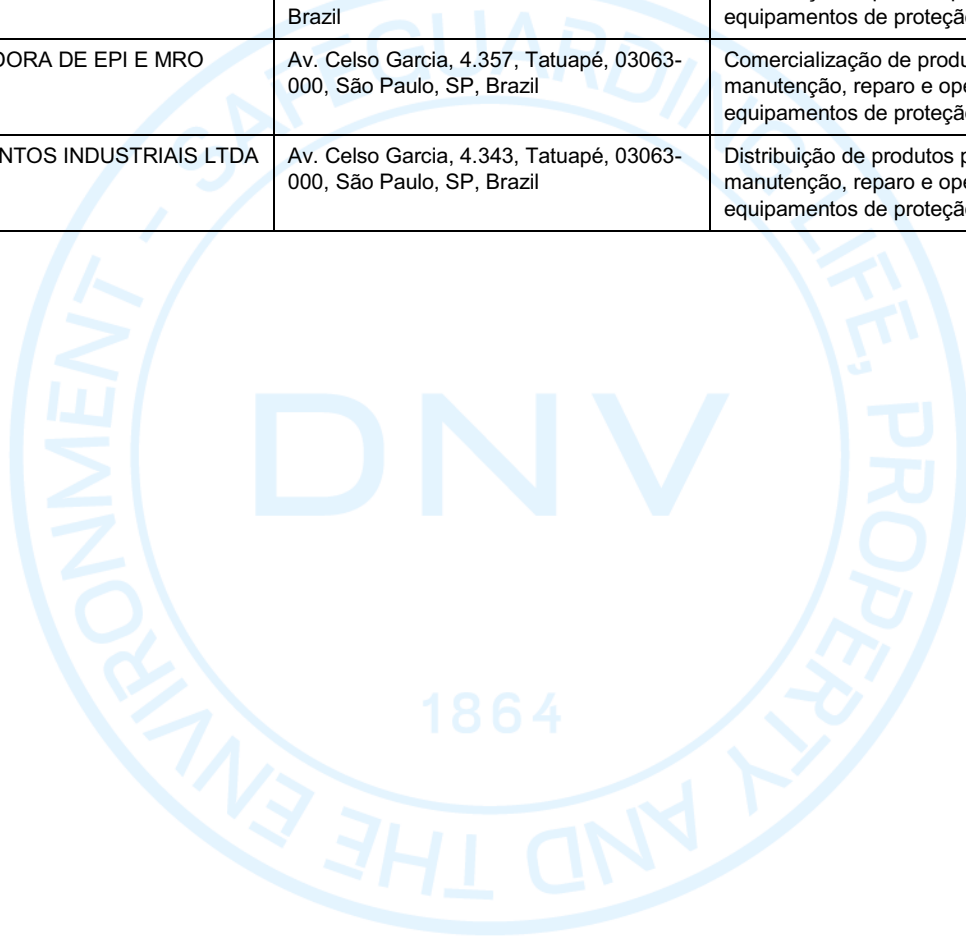 Brazil
equipamentos de proteçã
DORA DE EPI E MRO
Av. Celso Garcia, 4.357, Tatuapé, 03063-
000, São Paulo, SP, Brazil
Comercialização de produ
manutenção, reparo e ope
equipamentos de proteçã
NTOS INDUSTRIAIS LTDA
Av. Celso Garcia, 4.343, Tatuapé, 03063-
000, São Paulo, SP, Brazil
Distribuição de produtos p
manutenção, reparo e ope
equipamentos de proteçã
SAFEGUARDING LIFE, PROPERTY AND THE ENVIRONMENT -
DNV
1864